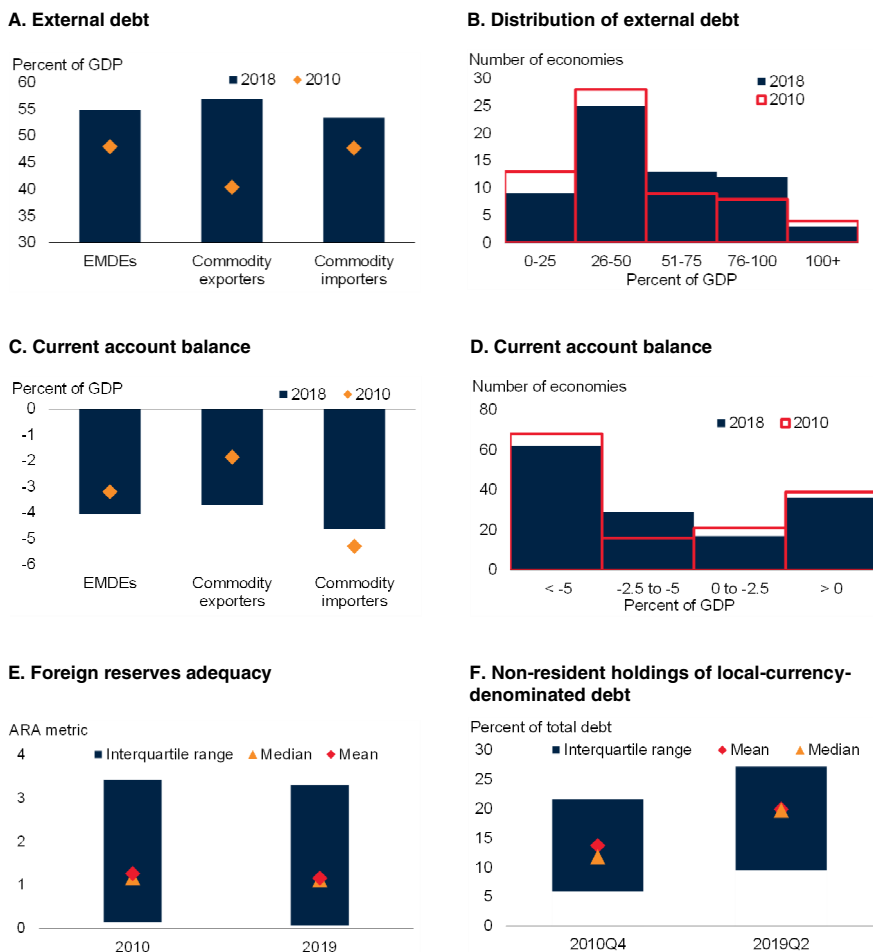 A. External debt
Percent of GDP
2018 2010
60
55
50
45
40
35
30
EMDEs Commodity exporters Commodity importers
B. Distribution of external debt
Number of economies
2018
2010
30
25
20
15
10
5
0
0-25 26-50 51-75 76-100 100+
Percent of GDP
C. Current account balance
Percent of GDP
2018 2010
0
-1
-2
-3
-4
-5
-6
EMDEs Commodity exporters Commodity importers
D. Current account balance
Number of economies
2018 2010
80
60
40
20
0
< -5 -2.5 to -5 0 to -2.5 > 0
Percent of GDP
E. Foreign reserves adequacy
ARA metric
Interquartile range Median Mean
4
3
2
1
0
2010 2019
F. Non-resident holdings of local-currency-
denominated debt
Percent of total debt
Interquartile range Mean Median
30
25
20
15
10
5
0
2010Q4 2019Q2